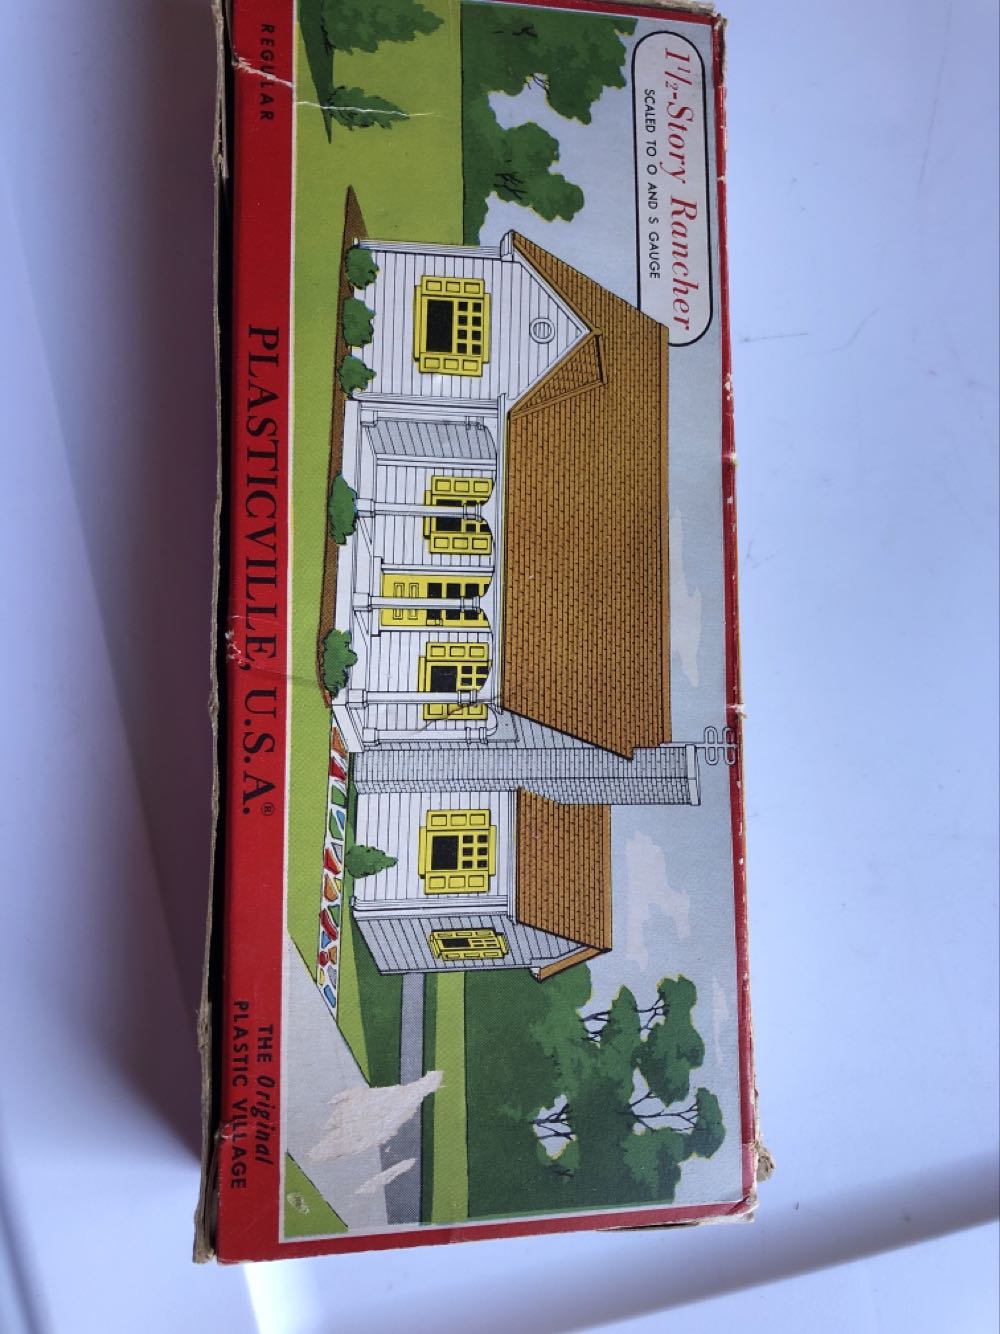 1½-Story Rancher
SCALED TO O AND S GAUGE
REGULAR
PLASTICVILLE, U.S.A.®
THE Original
PLASTIC VILLAGE